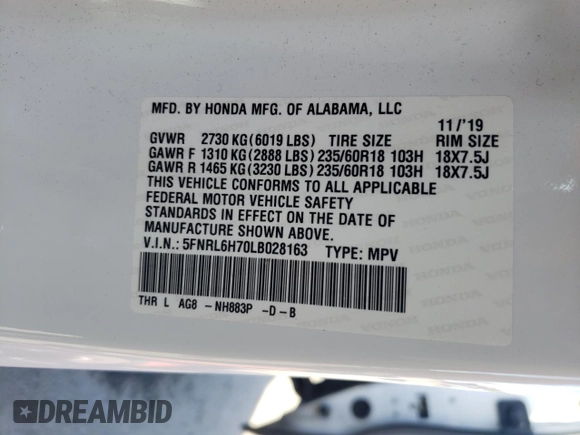 MFD. BY HONDA MFG. OF ALABAMA, LLC
11/'19
GVWR 2730 KG(6019 LBS) TIRE SIZE RIM SIZE
GAWR F 1310 KG(2888 LBS) 235/60R18 103H 18X7.5J
GAWR R 1465 KG(3230 LBS) 235/60R18 103H 18X7.5J
THIS VEHICLE CONFORMS TO ALL APPLICABLE
FEDERAL MOTOR VEHICLE SAFETY
STANDARDS IN EFFECT ON THE DATE OF
MANUFACTURE SHOWN ABOVE.
V.I.N.: 5FNRL6H70LB028163 TYPE: MPV
THR L AG8 -NH883P -D-B
DREAMBID